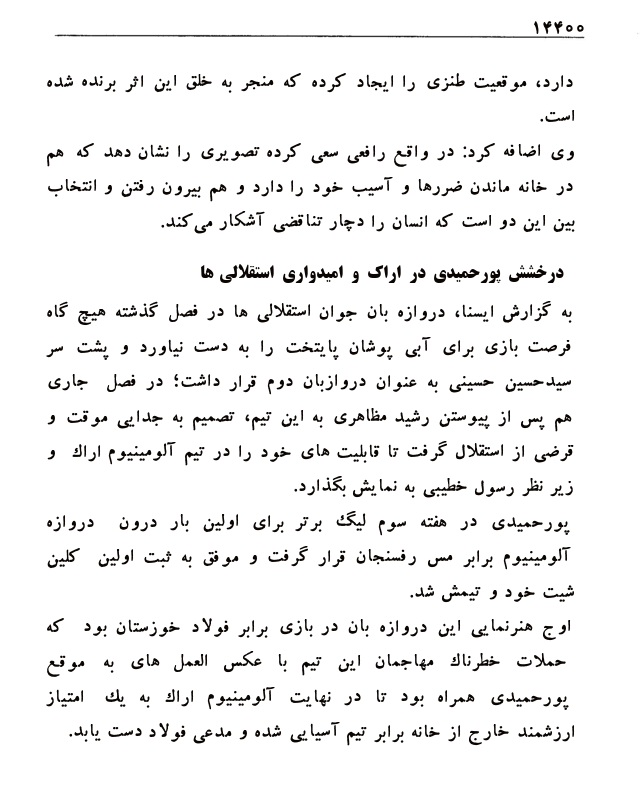 ۱۴۴۰۰
دارد، موقعیت طنزی را ایجاد کرده که منجر به خلق این اثر برنده شده
است.
وی اضافه کرد: در واقع رافعی سعی کرده تصویری را نشان دهد که هم
در خانه ماندن ضررها و آسیب خود را دارد و هم بیرون رفتن و انتخاب
بین این دو است که انسان را دچار تناقضی آشکار می‌کند.
درخشش پورحمیدی در اراک و امیدواری استقلالی ها
به گزارش ایسنا، دروازه بان جوان استقلالی ها در فصل گذشته هیچ گاه
فرصت بازی برای آبی پوشان پایتخت را به دست نیاورد و پشت سر
سیدحسین حسینی به عنوان دروازبان دوم قرار داشت؛ در فصل جاری
هم پس از پیوستن رشید مظاهری به این تیم، تصمیم به جدایی موقت و
قرضی از استقلال گرفت تا قابلیت های خود را در تیم آلومینیوم اراک و
زیر نظر رسول خطیبی به نمایش بگذارد.
پورحمیدی در هفته سوم لیگ برتر برای اولین بار درون دروازه
آلومینیوم برابر مس رفسنجان قرار گرفت و موفق به ثبت اولین کلین
شیت خود و تیمش شد.
اوج هنرنمایی این دروازه بان در بازی برابر فولاد خوزستان بود که
حملات خطرناک مهاجمان این تیم با عکس العمل های به موقع
پورحمیدی همراه بود تا در نهایت آلومینیوم اراک به یک امتیاز
ارزشمند خارج از خانه برابر تیم آسیایی شده و مدعی فولاد دست یابد.